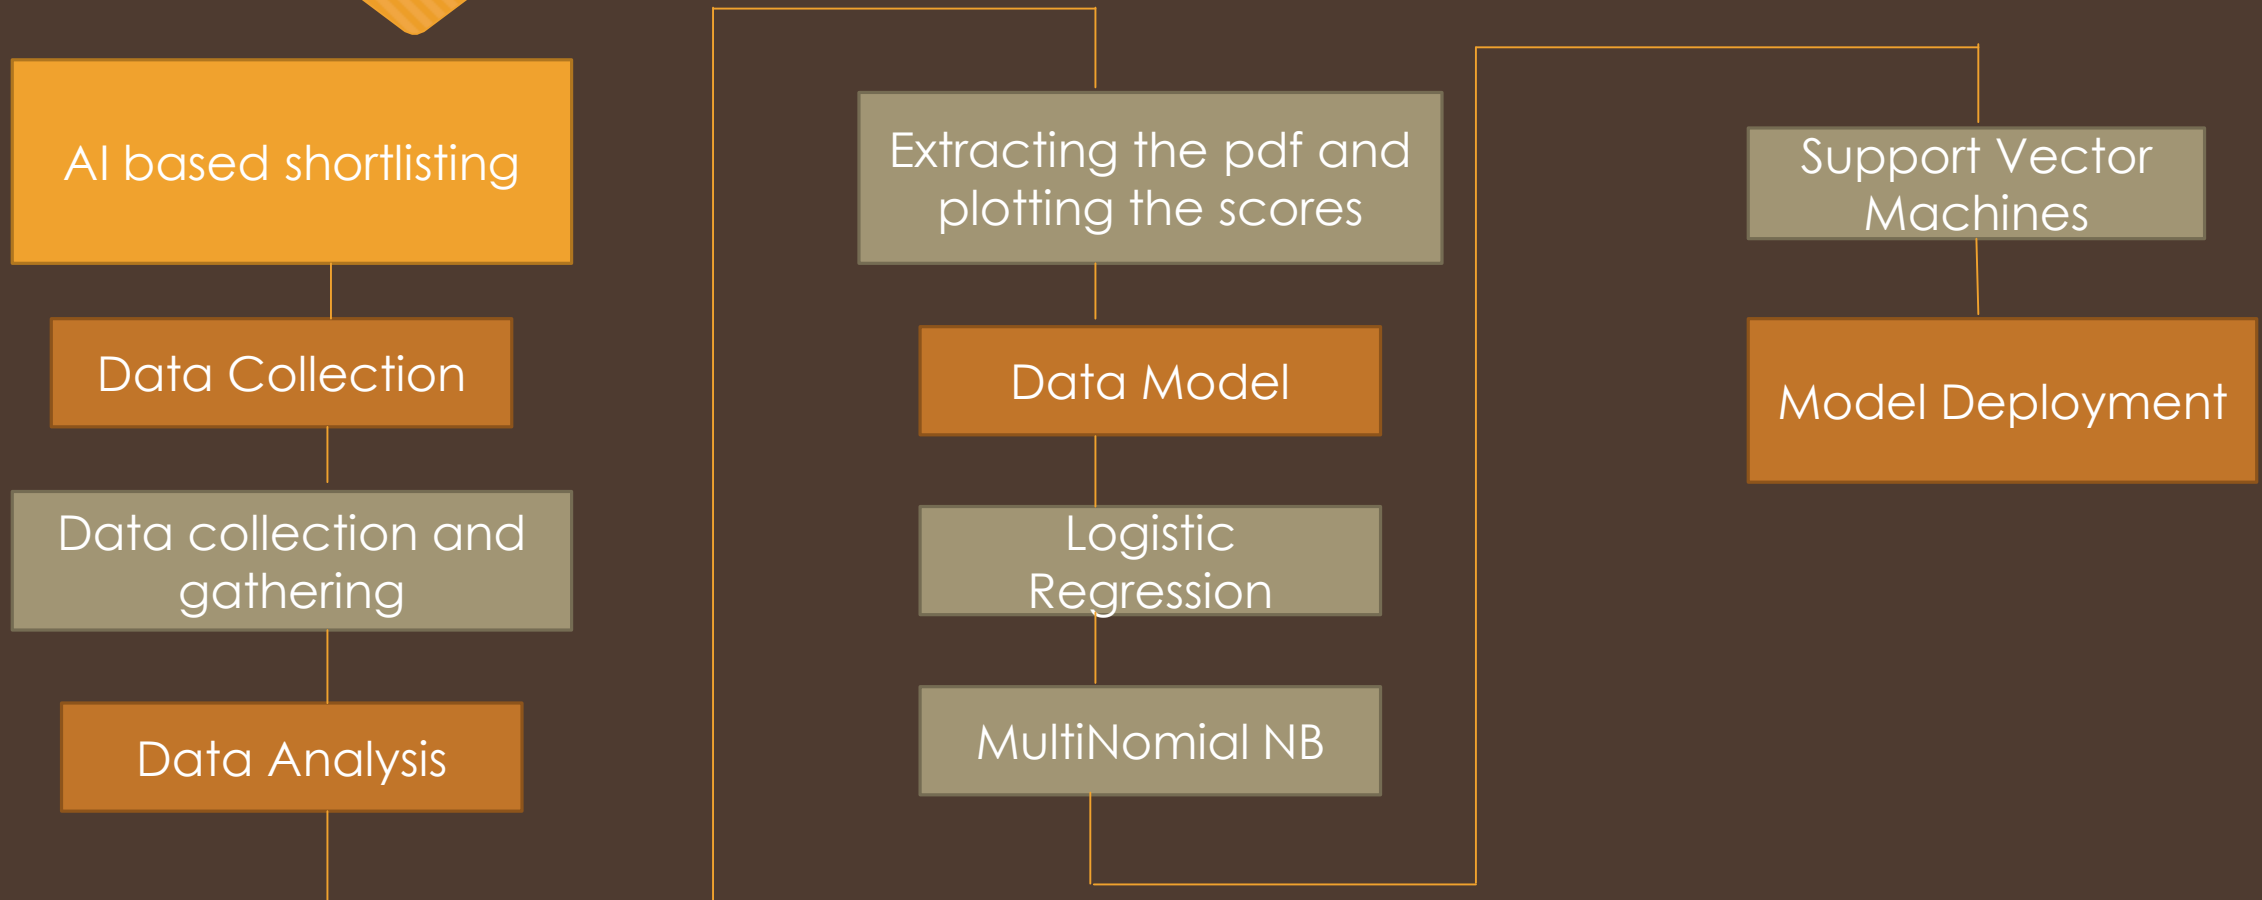 AI based shortlisting
Data Collection
Data collection and
gathering
Data Analysis
Extracting the pdf and
plotting the scores
Data Model
Logistic
Regression
MultiNomial NB
Support Vector
Machines
Model Deployment